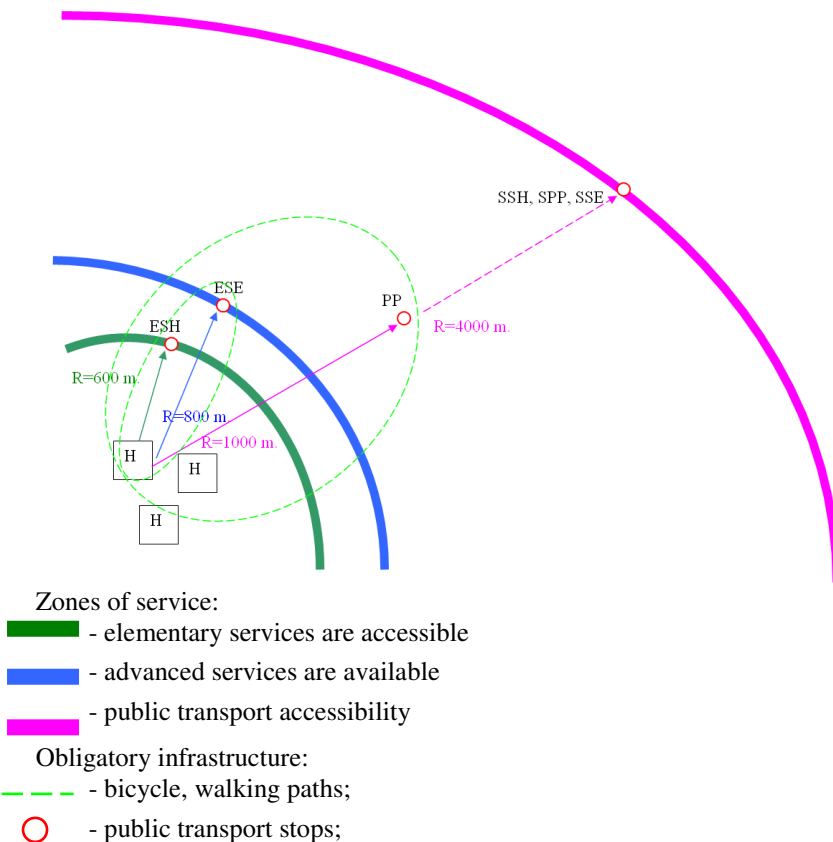 SSH, SPP, SSE
ESE
PP
ESH
R=4000 m.
R=600 m.
R=800 m.
R=1000 m.
H
H
H
Zones of service:
- elementary services are accessible
- advanced services are available
- public transport accessibility
Obligatory infrastructure:
- bicycle, walking paths;
- public transport stops;